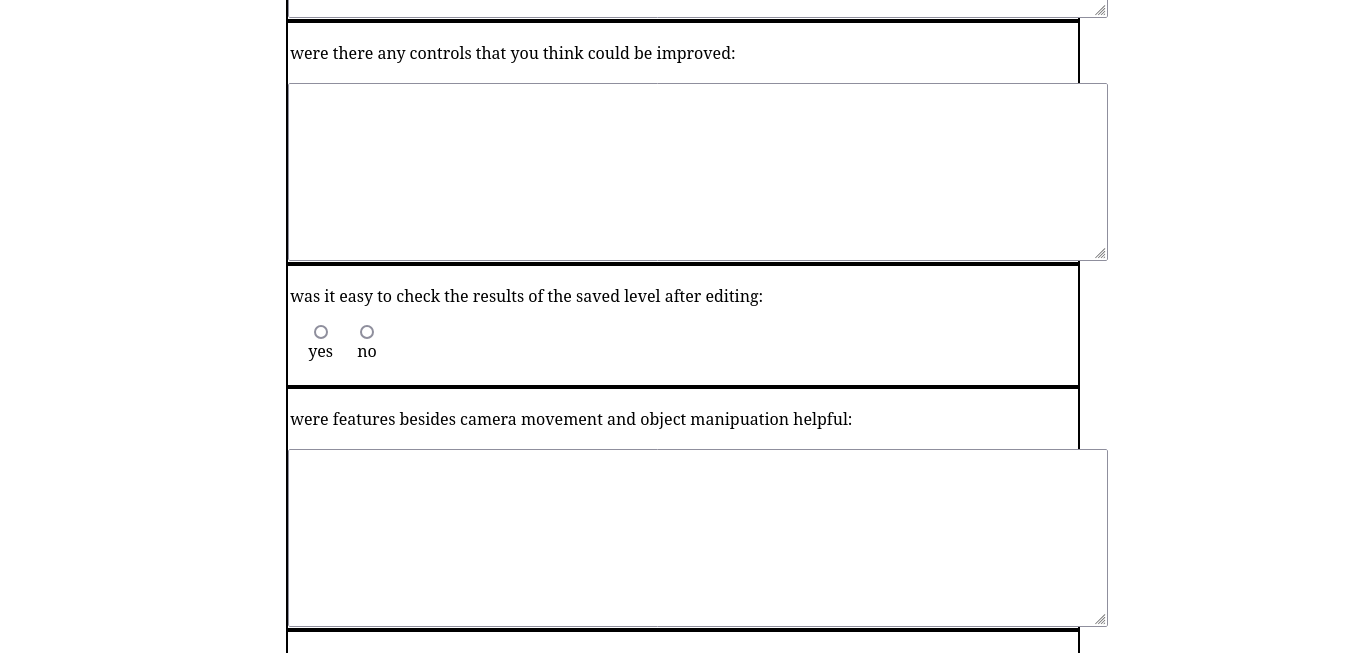 were there any controls that you think could be improved:
was it easy to check the results of the saved level after editing:
yes no
were features besides camera movement and object manipuation helpful: